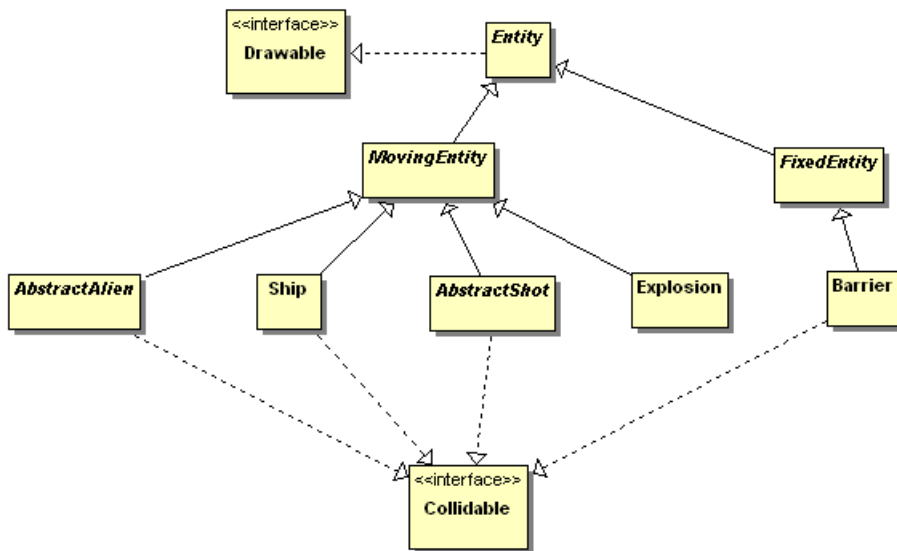 <<interface>>
Drawable
Entity
MovingEntity
FixedEntity
AbstractAlien
Ship
AbstractShot
Explosion
Barrier
<<interface>>
Collidable